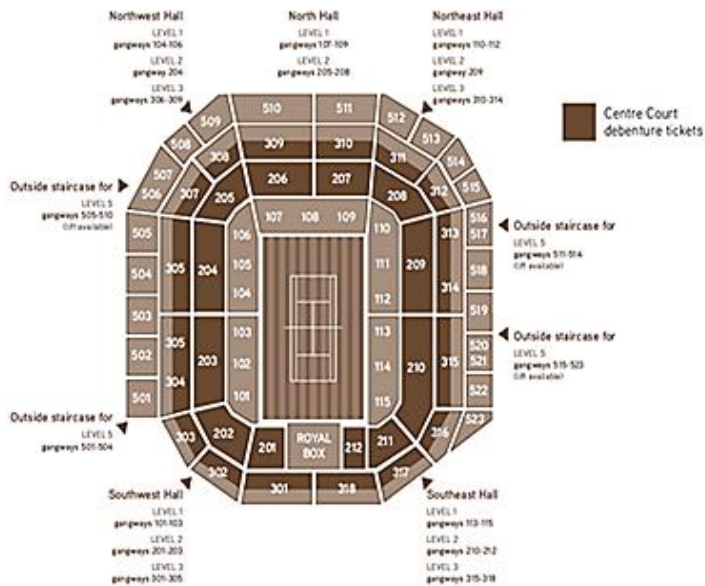 Northwest Hall
LEVEL 1
gangways 104-106
LEVEL 2
gangway 204
LEVEL 3
gangways 306-309
North Hall
LEVEL 1
gangways 107-109
LEVEL 2
gangways 205-208
Northeast Hall
LEVEL 1
gangways 110-112
LEVEL 2
gangway 209
LEVEL 3
gangways 310-314
Centre Court
debenture tickets
Outside staircase for
LEVEL 5
gangways 505-510
(lift available)
Outside staircase for
LEVEL 5
gangways 511-514
(lift available)
Outside staircase for
LEVEL 5
gangways 515-523
(lift available)
Outside staircase for
LEVEL 5
gangways 501-504
510 511
509 512
508 513
507 514
506 515
309 310
308 311
307 312
206 207
205 208
107 108 109
505 516
517
504 518
503 519
502 520
521
501 522
523
305 204 106 110 209 313
105 111 314
104 112
305 203 103 113 210 315
304 102 114
101 115
303 202 211 316
201 ROYAL
BOX 212
302 317
301 318
Southwest Hall
LEVEL 1
gangways 101-103
LEVEL 2
gangways 201-203
LEVEL 3
gangways 301-305
Southeast Hall
LEVEL 1
gangways 113-115
LEVEL 2
gangways 210-212
LEVEL 3
gangways 315-318